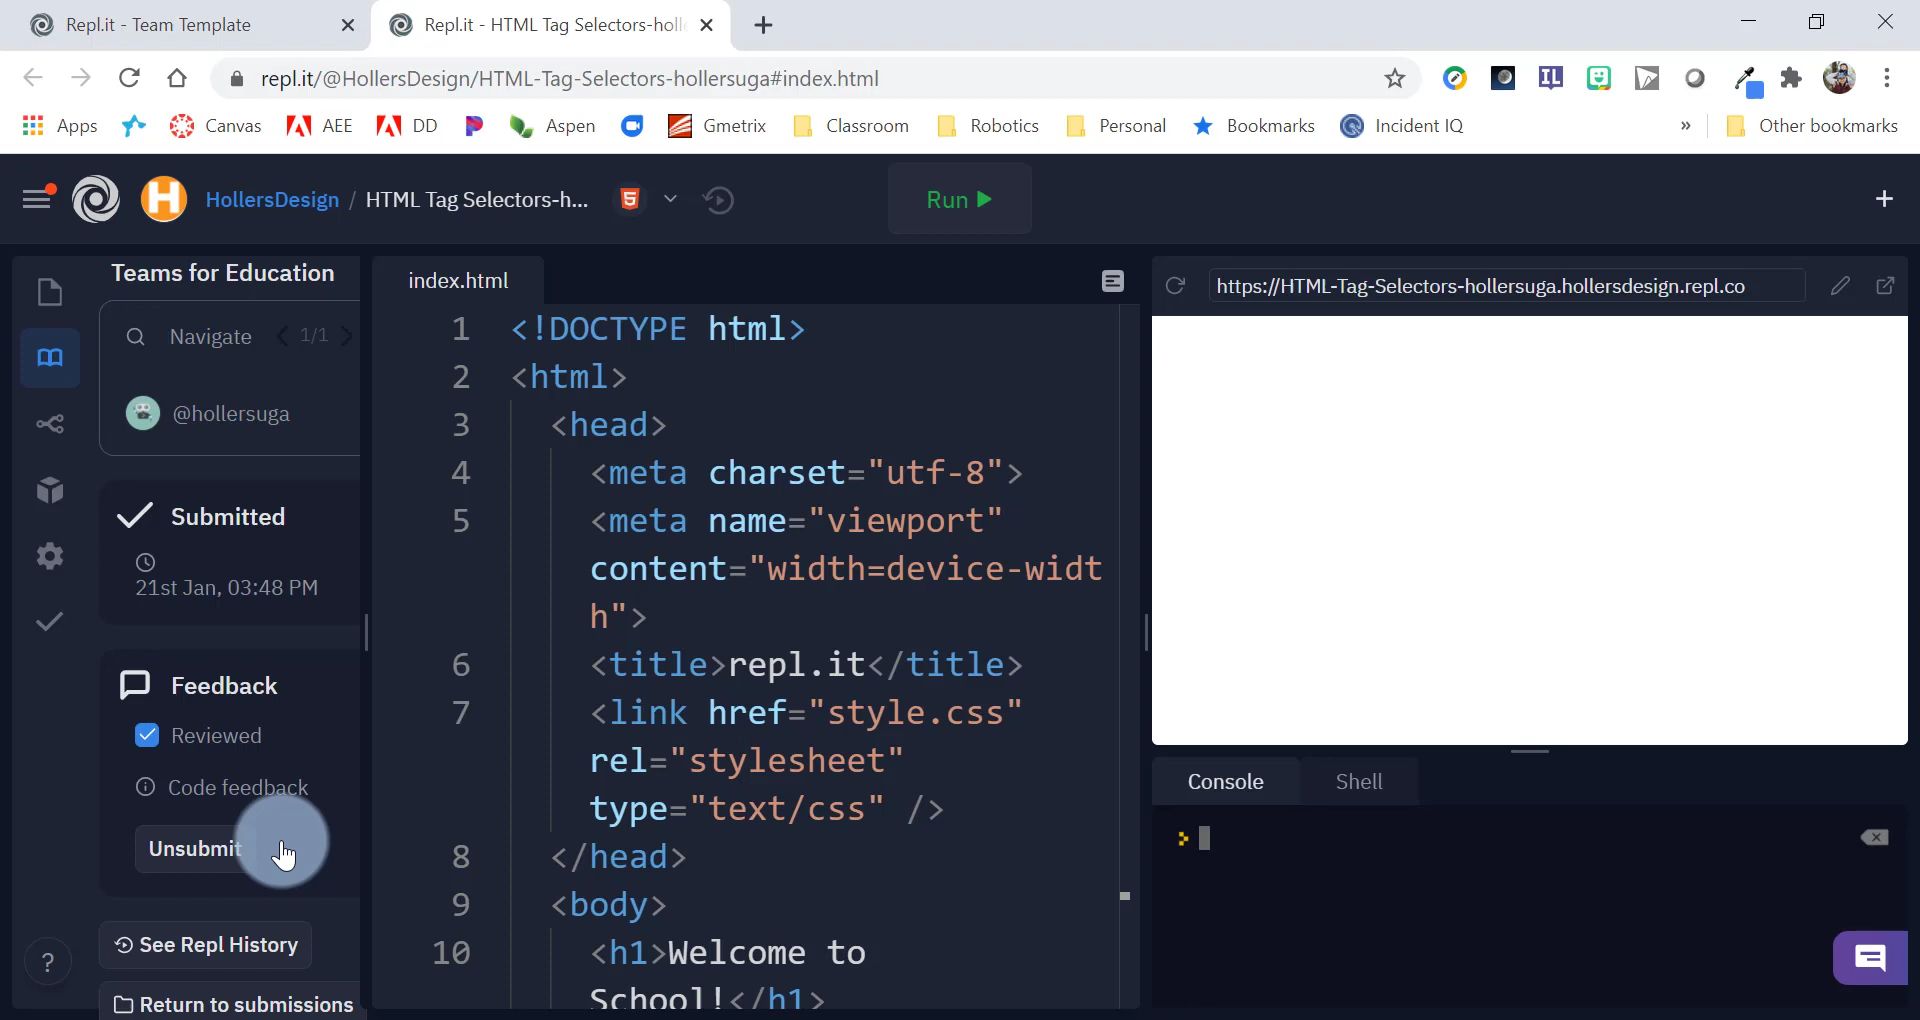 Repl.it - Team Template
Repl.it - HTML Tag Selectors-holl
repl.it/@HollersDesign/HTML-Tag-Selectors-hollersuga#index.html
IL
Apps
Canvas
AEE
DD
Aspen
Gmetrix
Classroom
Robotics
Personal
Bookmarks
Incident IQ
»
Other bookmarks
H
HollersDesign / HTML Tag Selectors-h...
5
Run
Teams for Education
Navigate
1/1
@hollersuga
Submitted
21st Jan, 03:48 PM
Feedback
Reviewed
Code feedback
Unsubmit
See Repl History
Return to submissions
?
index.html
1 <!DOCTYPE html>
2 <html>
3 <head>
4 <meta charset="utf-8">
5 <meta name="viewport"
content="width=device-widt
h">
6 <title>repl.it</title>
7 <link href="style.css"
rel="stylesheet"
type="text/css" />
8 </head>
9 <body>
10 <h1>Welcome to
School!</h1>
https://HTML-Tag-Selectors-hollersuga.hollersdesign.repl.co
Console
Shell